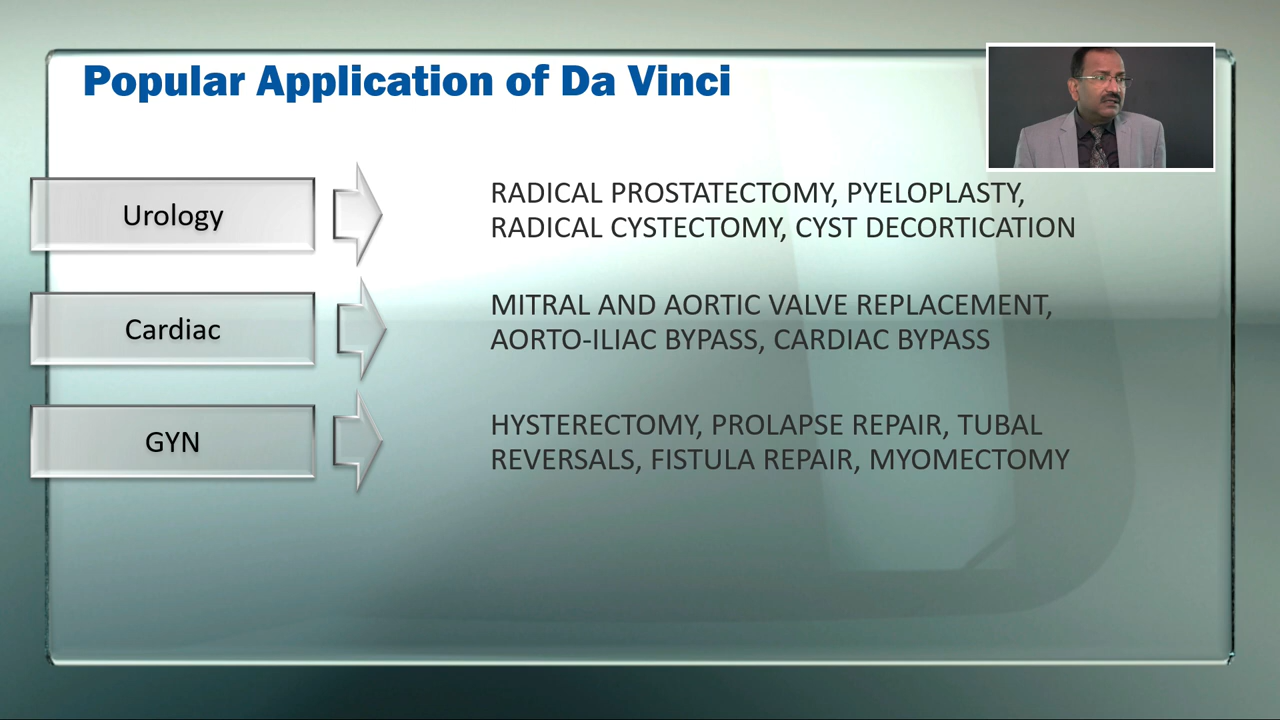 Popular Application of Da Vinci
Urology
RADICAL PROSTATECTOMY, PYELOPLASTY,
RADICAL CYSTECTOMY, CYST DECORTICATION
Cardiac
MITRAL AND AORTIC VALVE REPLACEMENT,
AORTO-ILIAC BYPASS, CARDIAC BYPASS
GYN
HYSTERECTOMY, PROLAPSE REPAIR, TUBAL
REVERSALS, FISTULA REPAIR, MYOMECTOMY